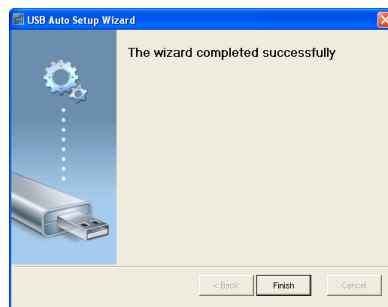 USB Auto Setup Wizard
The wizard completed successfully
< Back Finish Cancel